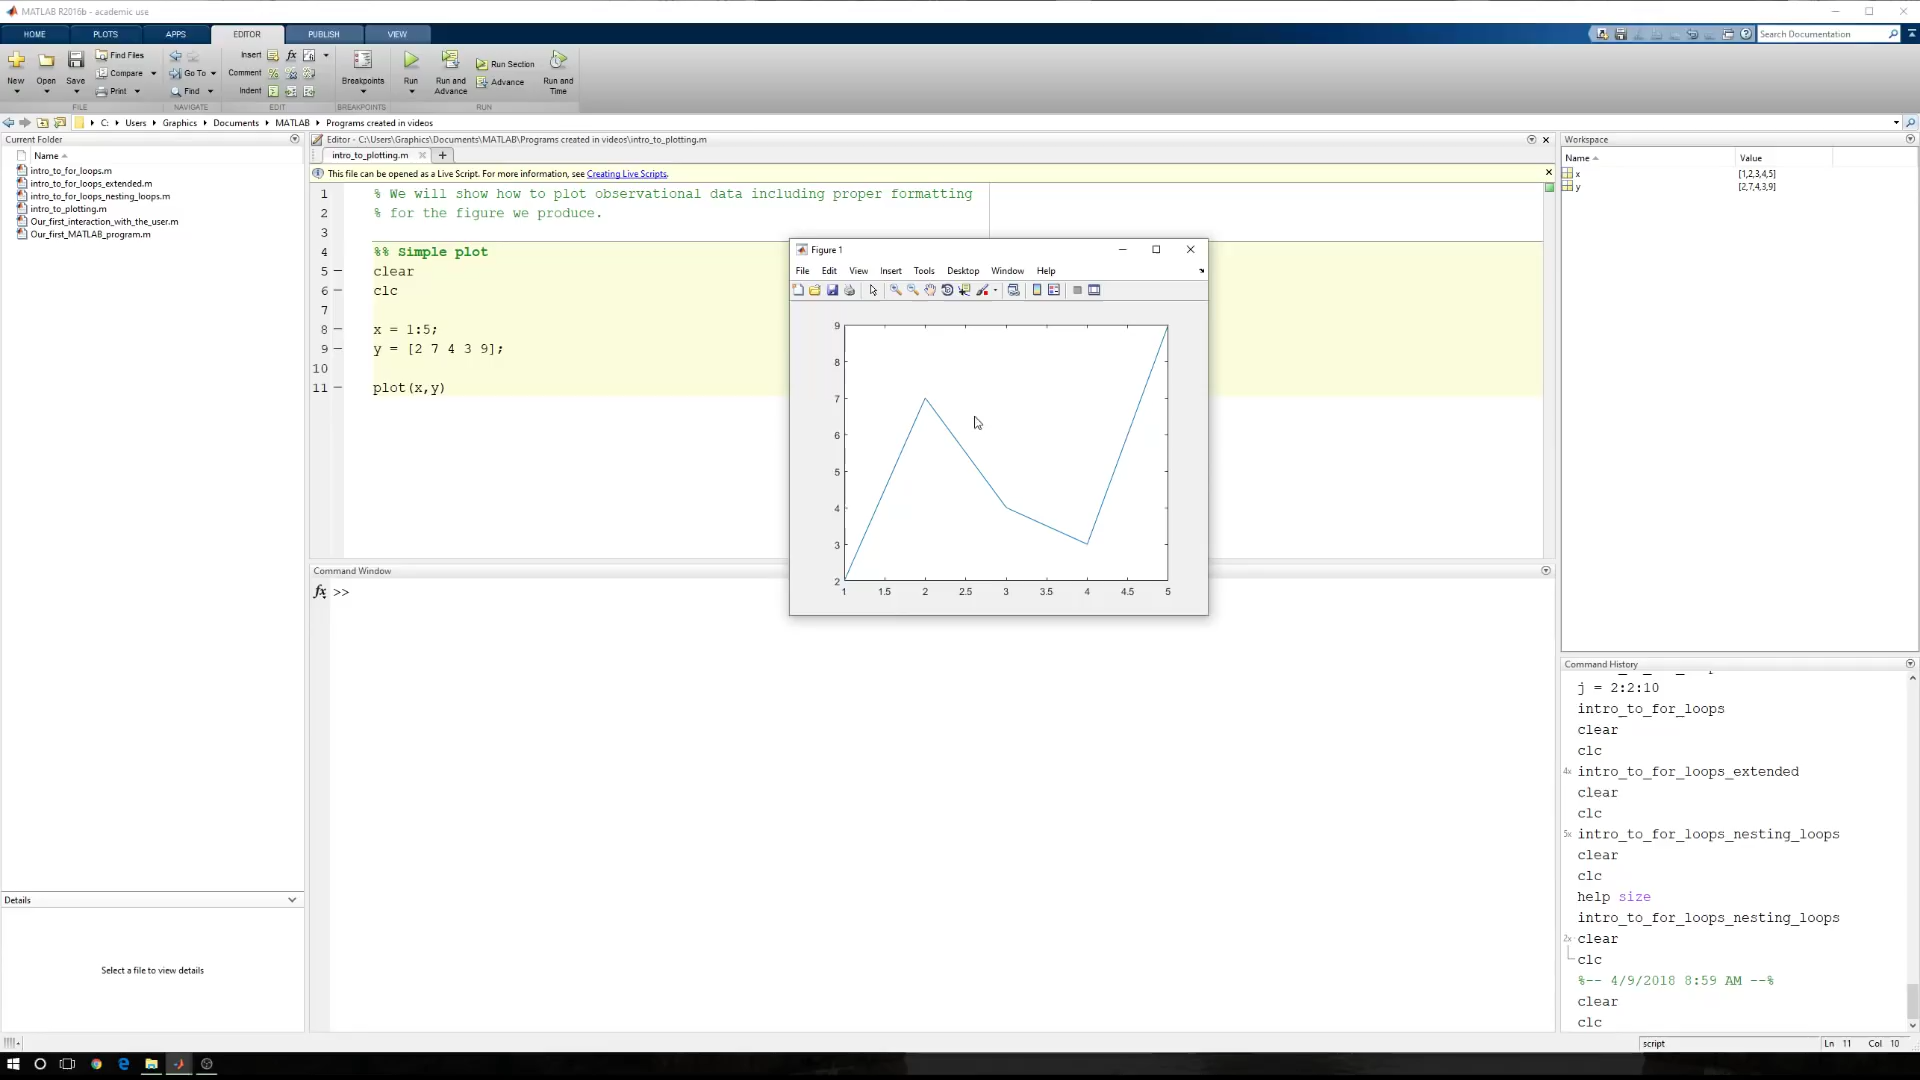 MATLAB R2016b - academic use
HOME PLOTS APPS EDITOR PUBLISH VIEW
Search Documentation
New Open Save Find Files Compare Print
Go To Find
Insert fx Comment Indent
Breakpoints
Run Run and Advance Run Section Advance Run and Time
FILE NAVIGATE EDIT BREAKPOINTS RUN
C: Users Graphics Documents MATLAB Programs created in videos
Current Folder
Name
intro_to_for_loops.m
intro_to_for_loops_extended.m
intro_to_for_loops_nesting_loops.m
intro_to_plotting.m
Our_first_interaction_with_the_user.m
Our_first_MATLAB_program.m
Details
Select a file to view details
Editor - C:\Users\Graphics\Documents\MATLAB\Programs created in videos\intro_to_plotting.m
intro_to_plotting.m
This file can be opened as a Live Script. For more information, see Creating Live Scripts.
1 % We will show how to plot observational data including proper formatting
2 % for the figure we produce.
3
4 %% Simple plot
5 – clear
6 – clc
7
8 – x = 1:5;
9 – y = [2 7 4 3 9];
10
11 – plot(x,y)
Figure 1
File Edit View Insert Tools Desktop Window Help
9
8
7
6
5
4
3
2
1 1.5 2 2.5 3 3.5 4 4.5 5
Command Window
fx >>
Workspace
Name Value
x [1,2,3,4,5]
y [2,7,4,3,9]
Command History
j = 2:2:10
intro_to_for_loops
clear
clc
4x intro_to_for_loops_extended
clear
clc
5x intro_to_for_loops_nesting_loops
clear
clc
help size
intro_to_for_loops_nesting_loops
2x clear
clc
%-- 4/9/2018 8:59 AM --%
clear
clc
script Ln 11 Col 10